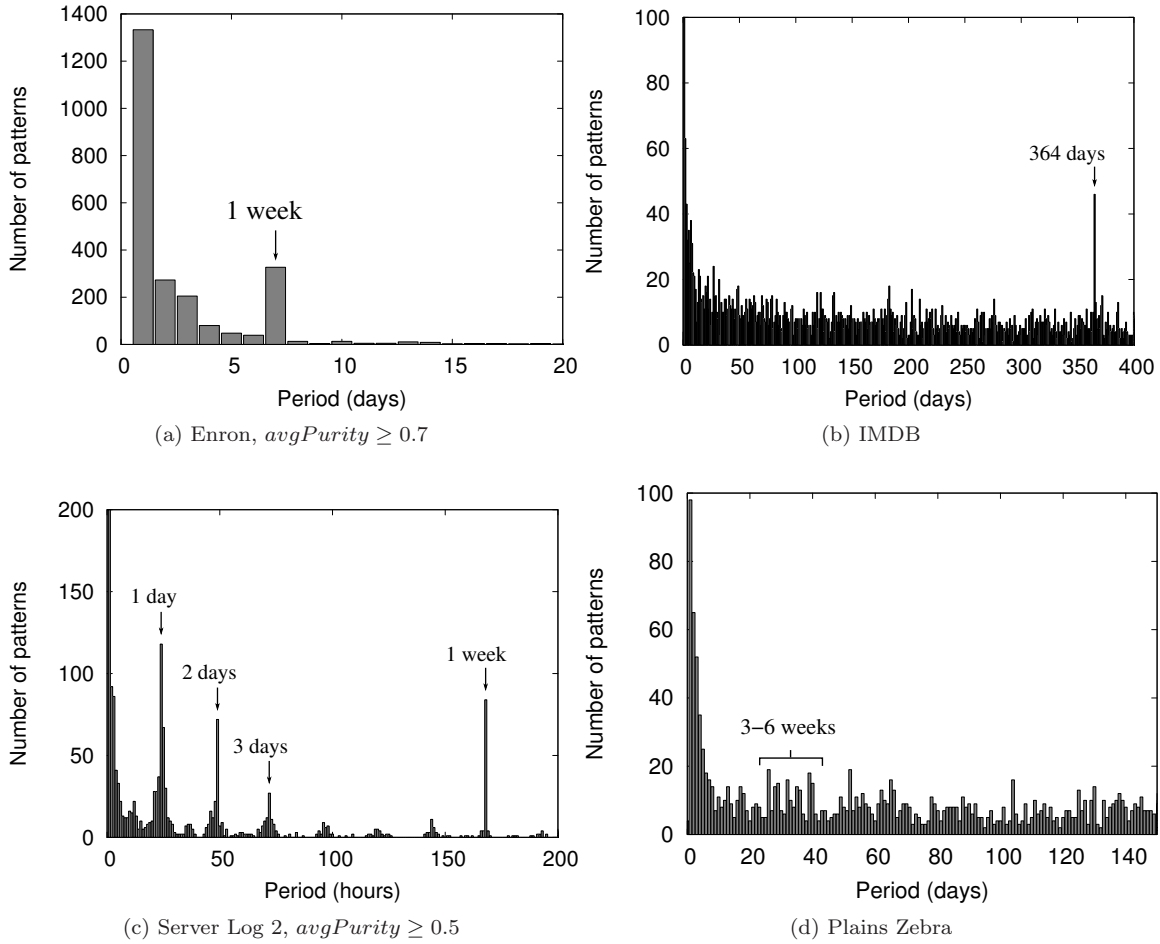 1400
1200
1000
800
600
400
200
0
Number of patterns
1 week
0 5 10 15 20
Period (days)
(a) Enron, avgPurity ≥ 0.7
100
80
60
40
20
0
Number of patterns
364 days
0 50 100 150 200 250 300 350 400
Period (days)
(b) IMDB
200
150
100
50
0
Number of patterns
1 day
2 days
3 days
1 week
0 50 100 150 200
Period (hours)
(c) Server Log 2, avgPurity ≥ 0.5
100
80
60
40
20
0
Number of patterns
3−6 weeks
0 20 40 60 80 100 120 140
Period (days)
(d) Plains Zebra